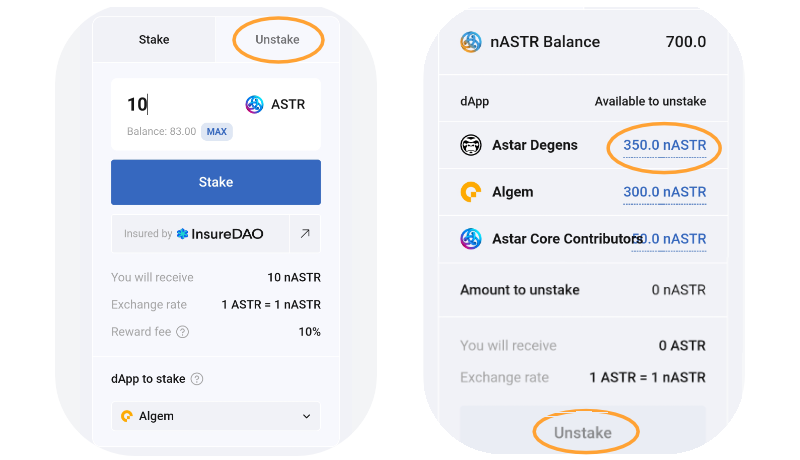 Stake Unstake
10 ASTR
Balance: 83.00 MAX
Stake
Insured by InsureDAO
You will receive 10 nASTR
Exchange rate 1 ASTR = 1 nASTR
Reward fee ? 10%
dApp to stake ?
Algem
nASTR Balance 700.0
dApp Available to unstake
Astar Degens 350.0 nASTR
Algem 300.0 nASTR
Astar Core Contributors 50.0 nASTR
Amount to unstake 0 nASTR
You will receive 0 ASTR
Exchange rate 1 ASTR = 1 nASTR
Unstake